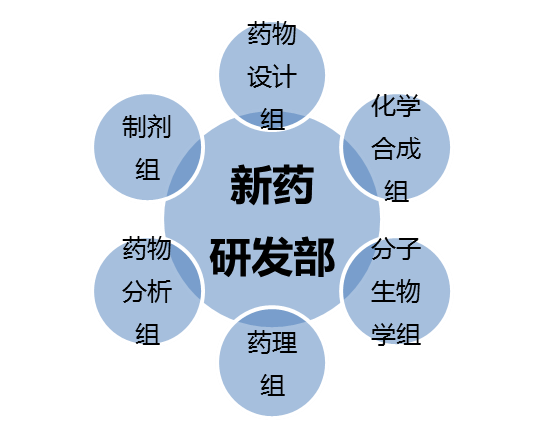 药物
设计
组
化学
合成
组
分子
生物
学组
药理
组
药物
分析
组
制剂
组
新药
研发部